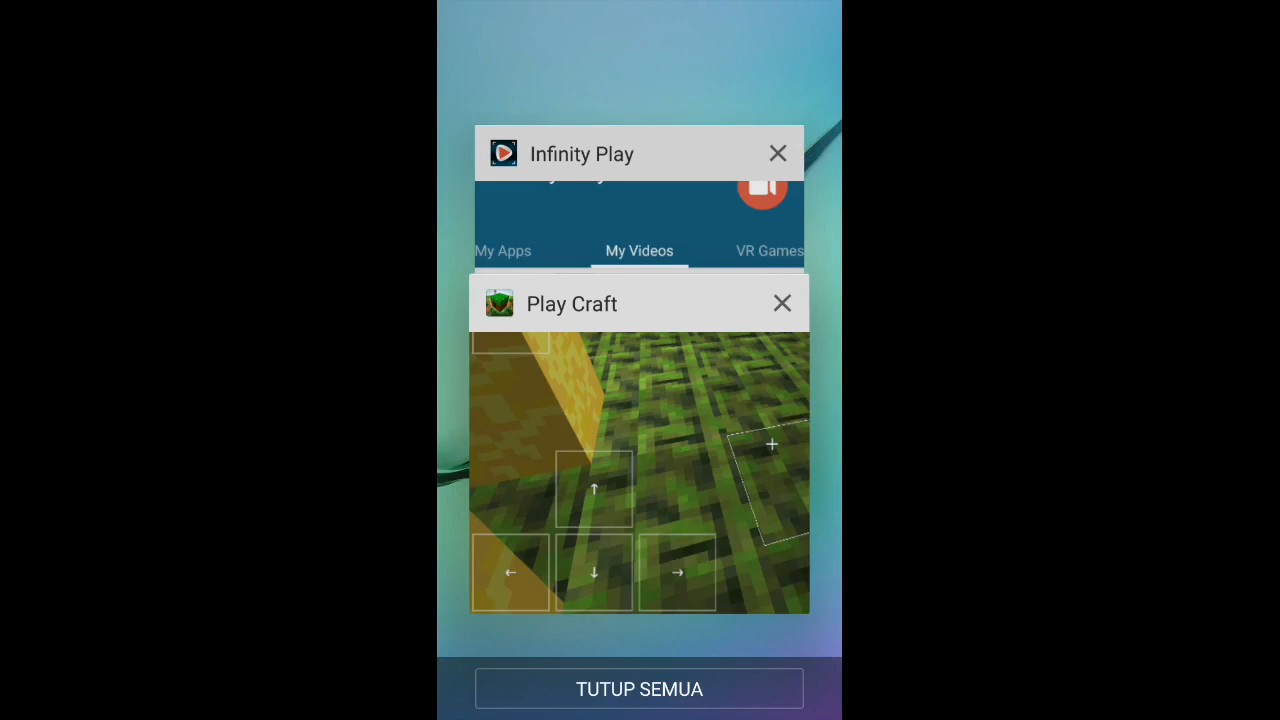 Infinity Play
My Apps
My Videos
VR Games
Play Craft
TUTUP SEMUA